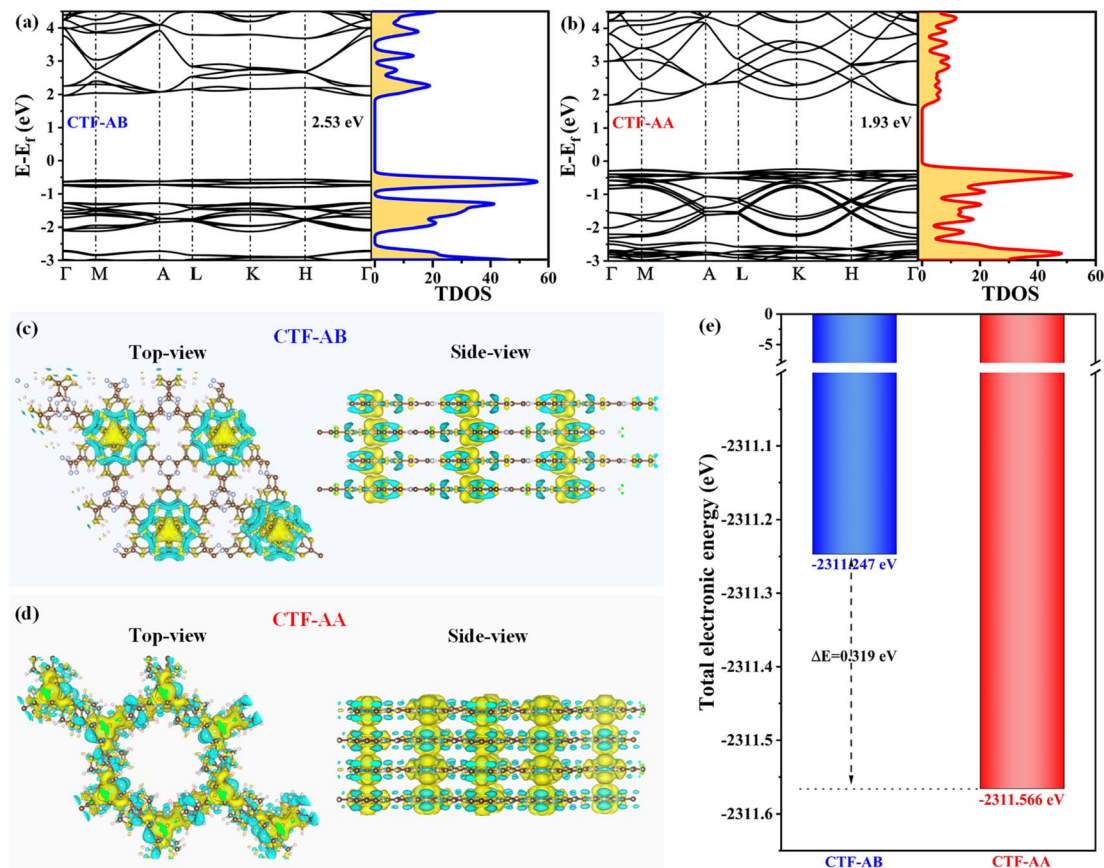 (a)
E-Ef (eV)
4
3
2
1
0
-1
-2
-3
CTF-AB
2.53 eV
Γ M A L K H Γ
0 20 40 60
TDOS
(b)
E-Ef (eV)
4
3
2
1
0
-1
-2
-3
CTF-AA
1.93 eV
Γ M A L K H Γ
0 20 40 60
TDOS
(c)
CTF-AB
Top-view
Side-view
(d)
CTF-AA
Top-view
Side-view
(e)
Total electronic energy (eV)
0
-5
-2311.1
-2311.2
-2311.3
-2311.4
-2311.5
-2311.6
-2311.247 eV
ΔE=0.319 eV
-2311.566 eV
CTF-AB
CTF-AA